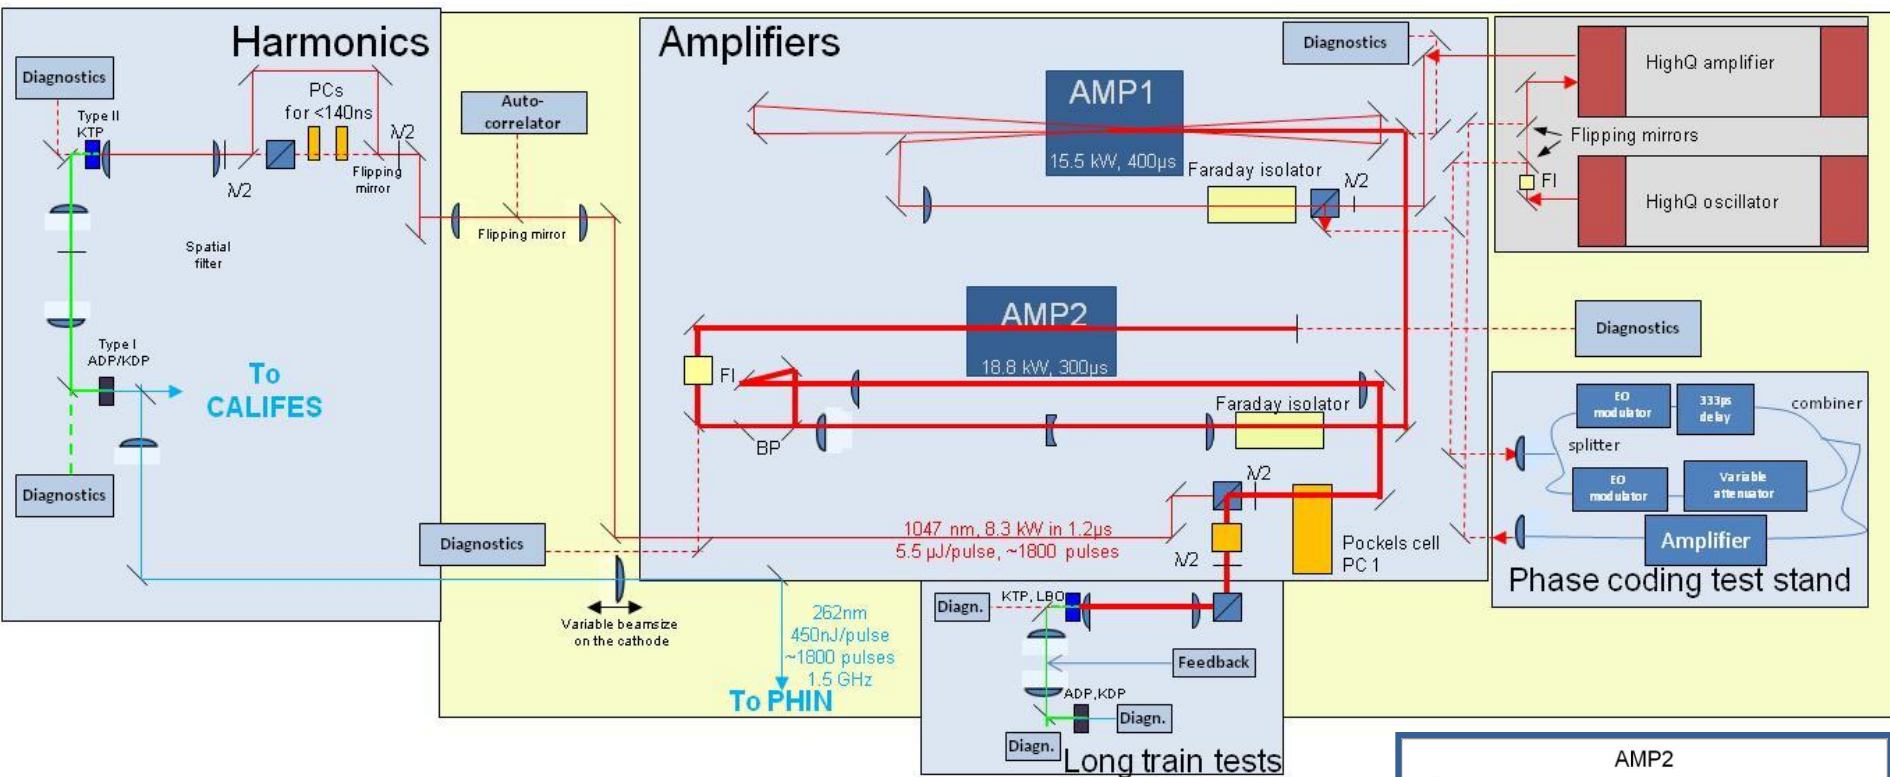 Harmonics
Diagnostics
Type II
KTP
PCs
for <140ns
λ/2
λ/2
Flipping
mirror
Spatial
filter
Type I
ADP/KDP
To
CALIFES
Diagnostics
Auto-
correlator
Flipping mirror
Diagnostics
Variable beamsize
on the cathode
262nm
450nJ/pulse
~1800 pulses
1.5 GHz
To PHIN
Amplifiers
Diagnostics
AMP1
15.5 kW, 400µs
Faraday isolator
λ/2
AMP2
18.8 kW, 300µs
FI
BP
Faraday isolator
λ/2
1047 nm, 8.3 kW in 1.2µs
5.5 µJ/pulse, ~1800 pulses
λ/2
Pockels cell
PC1
HighQ amplifier
Flipping mirrors
FI
HighQ oscillator
Diagnostics
EO
modulator
333ps
delay
combiner
splitter
EO
modulator
Variable
attenuator
Amplifier
Phase coding test stand
Diagn.
KTP, LBO
Feedback
ADP,KDP
Diagn.
Diagn.
Long train tests
AMP2